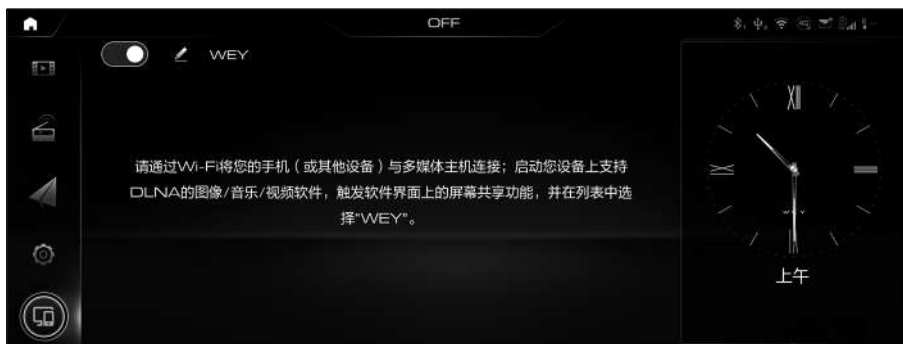 OFF
WEY
请通过Wi-Fi将您的手机（或其他设备）与多媒体主机连接；启动您设备上支持
DLNA的图像/音乐/视频软件，触发软件界面上的屏幕共享功能，并在列表中选
择“WEY”。
XII
III
上午